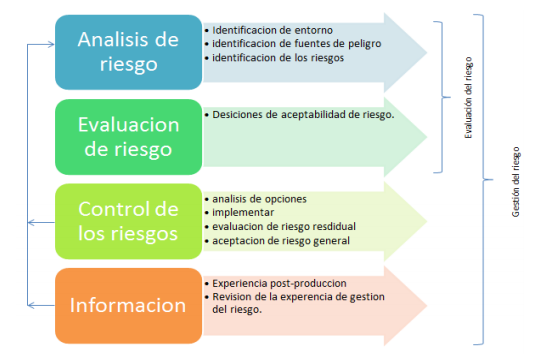 Analisis de
riesgo
• Identificacion de entorno
• identificacion de fuentes de peligro
• identificacion de los riesgos
Evaluacion
de riesgo
• Desiciones de aceptabilidad de riesgo.
Control de
los riesgos
• analisis de opciones
• implementar
• evaluacion de riesgo resdidual
• aceptacion de riesgo general
Informacion
• Experiencia post-produccion
• Revision de la experencia de gestion
del riesgo.
Evaluación del riesgo
Gestión del riesgo